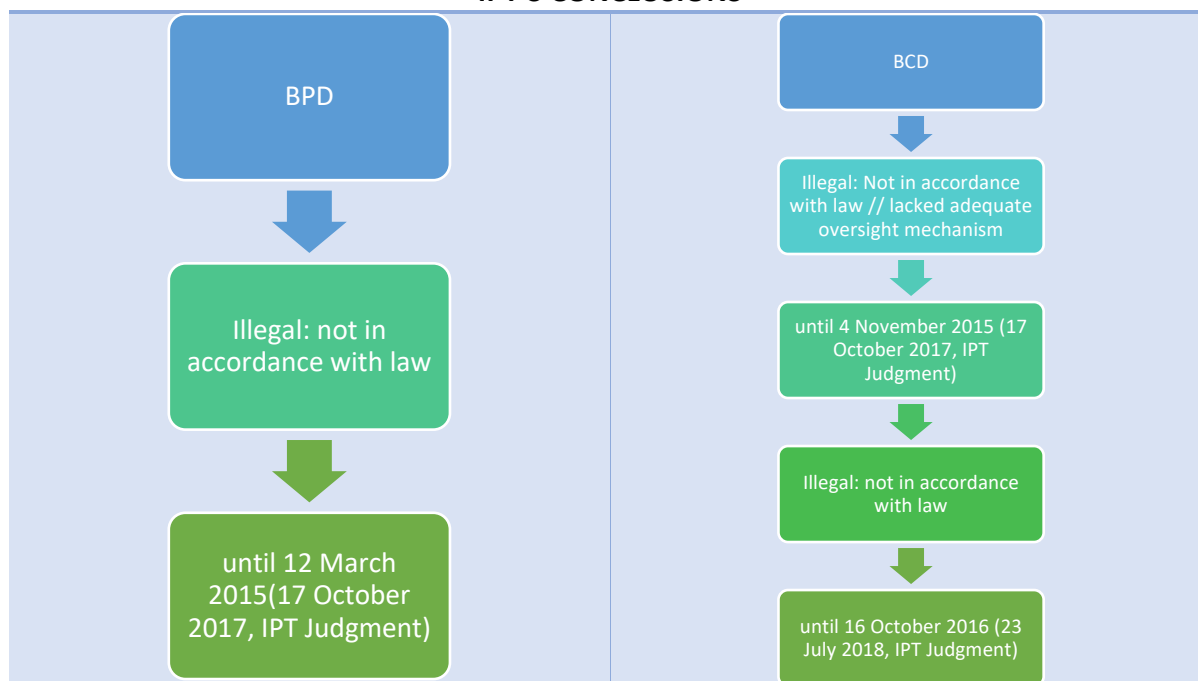 BPD
Illegal: not in
accordance with law
until 12 March
2015(17 October
2017, IPT Judgment)
BCD
Illegal: Not in accordance
with law // lacked adequate
oversight mechanism
until 4 November 2015 (17
October 2017, IPT
Judgment)
Illegal: not in accordance
with law
until 16 October 2016 (23
July 2018, IPT Judgment)